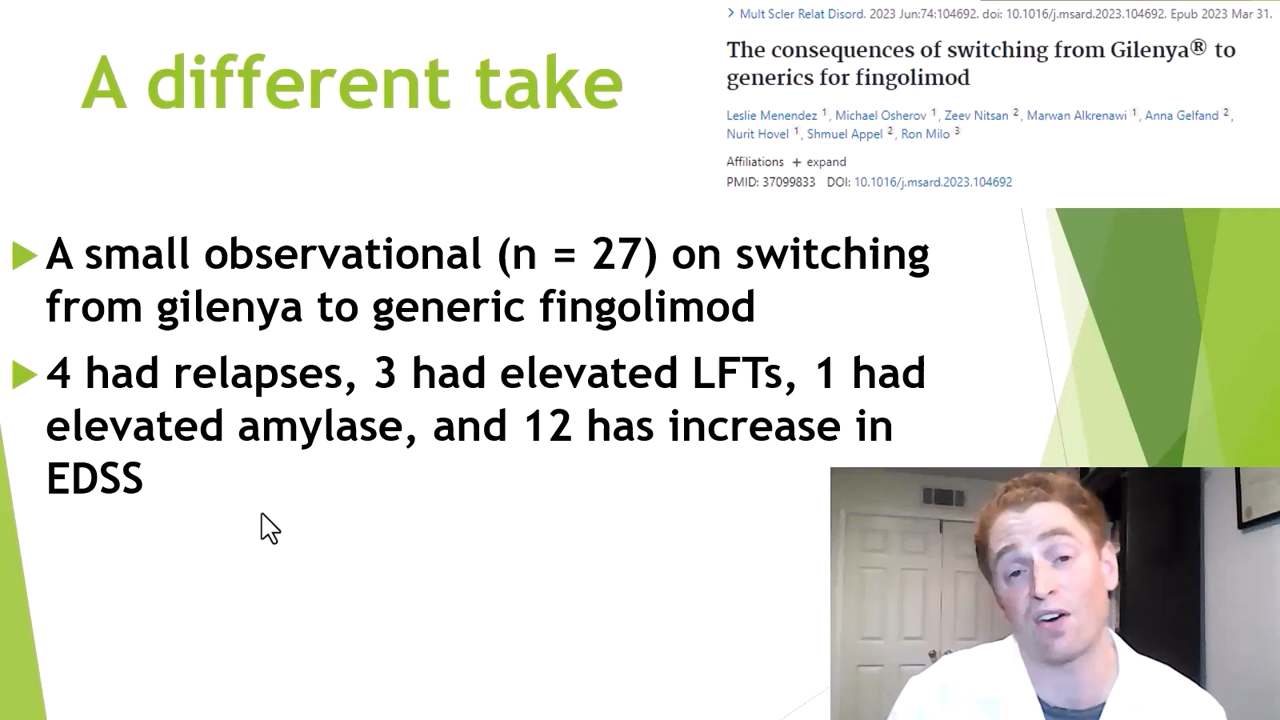 A different take
Mult Scler Relat Disord. 2023 Jun:74:104692. doi: 10.1016/j.msard.2023.104692. Epub 2023 Mar 31.
The consequences of switching from Gilenya® to
generics for fingolimod
Leslie Menendez 1, Michael Osherov 1, Zeev Nitsan 2, Marwan Alkrenawi 1, Anna Gelfand 2,
Nurit Hovel 1, Shmuel Appel 2, Ron Milo 3
Affiliations + expand
PMID: 37099833 DOI: 10.1016/j.msard.2023.104692
A small observational (n = 27) on switching
from gilenya to generic fingolimod
4 had relapses, 3 had elevated LFTs, 1 had
elevated amylase, and 12 has increase in
EDSS